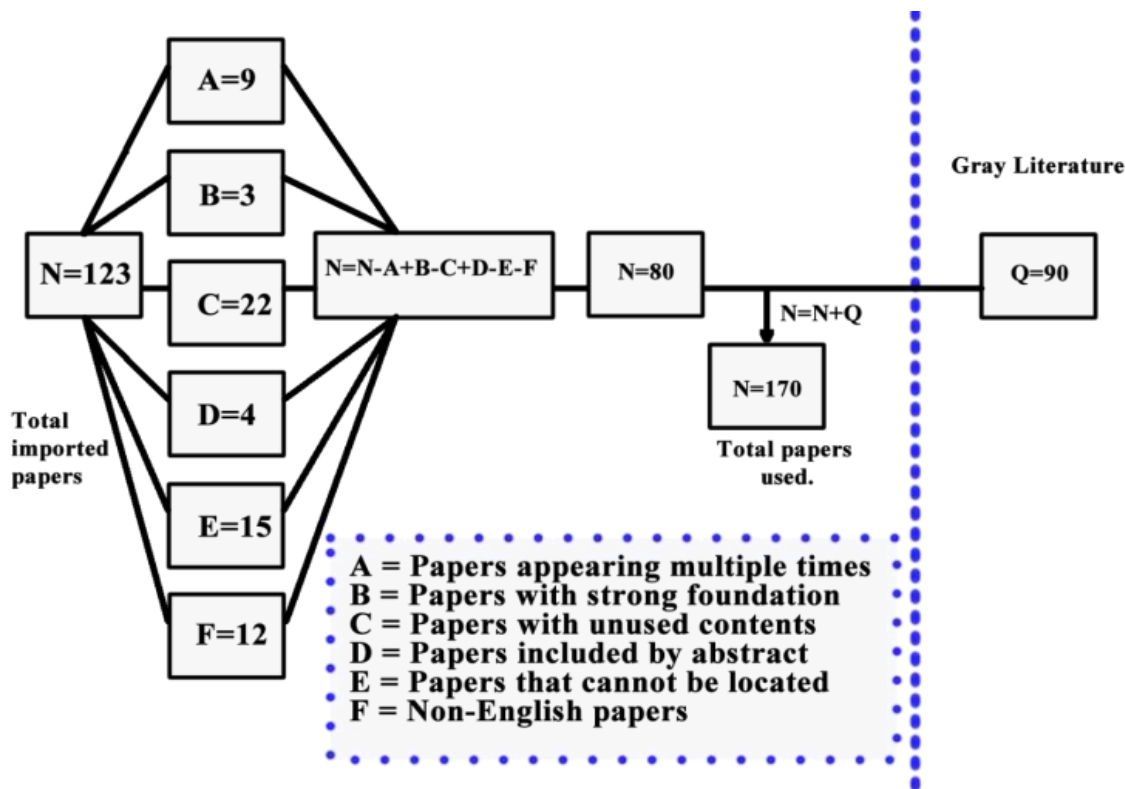 A=9
B=3
N=123
C=22
D=4
E=15
F=12
Total
imported
papers
N=N-A+B-C+D-E-F
N=80
N=N+Q
N=170
Total papers
used.
Gray Literature
Q=90
A = Papers appearing multiple times
B = Papers with strong foundation
C = Papers with unused contents
D = Papers included by abstract
E = Papers that cannot be located
F = Non-English papers